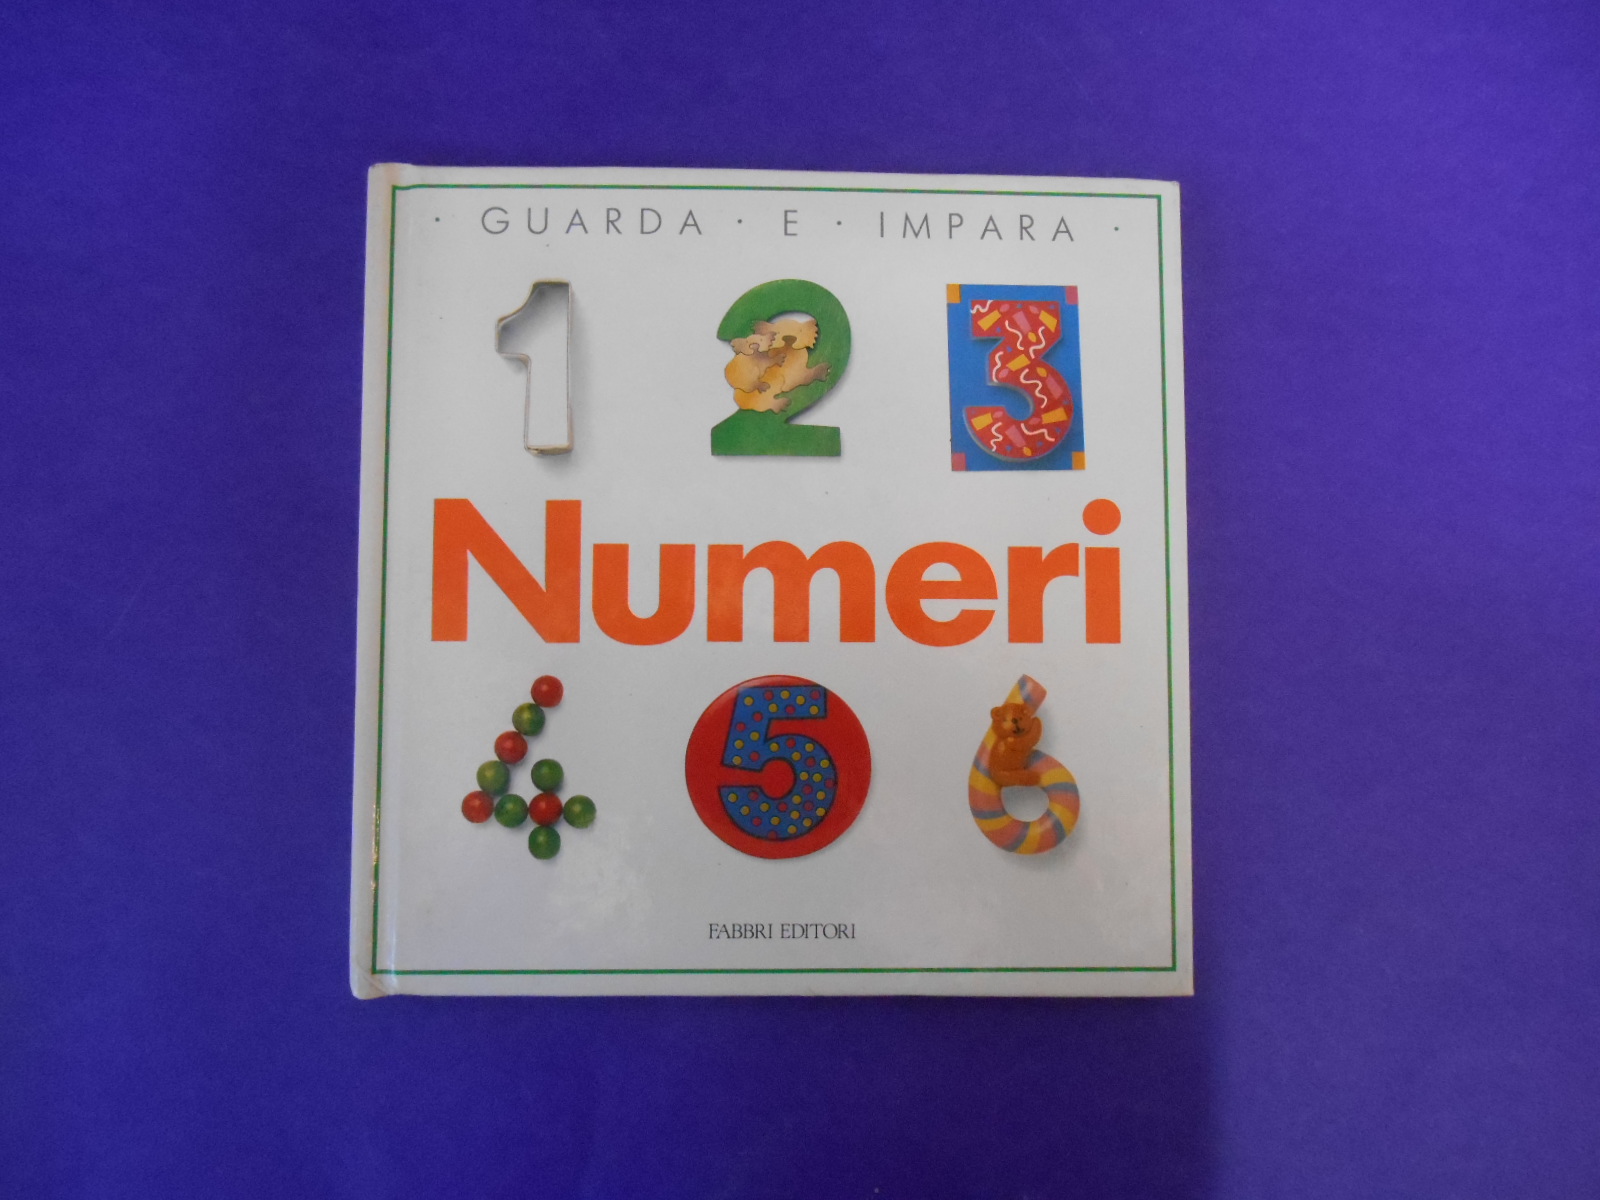 · GUARDA · E · IMPARA ·
1 2 3
Numeri
4 5 6
FABBRI EDITORI